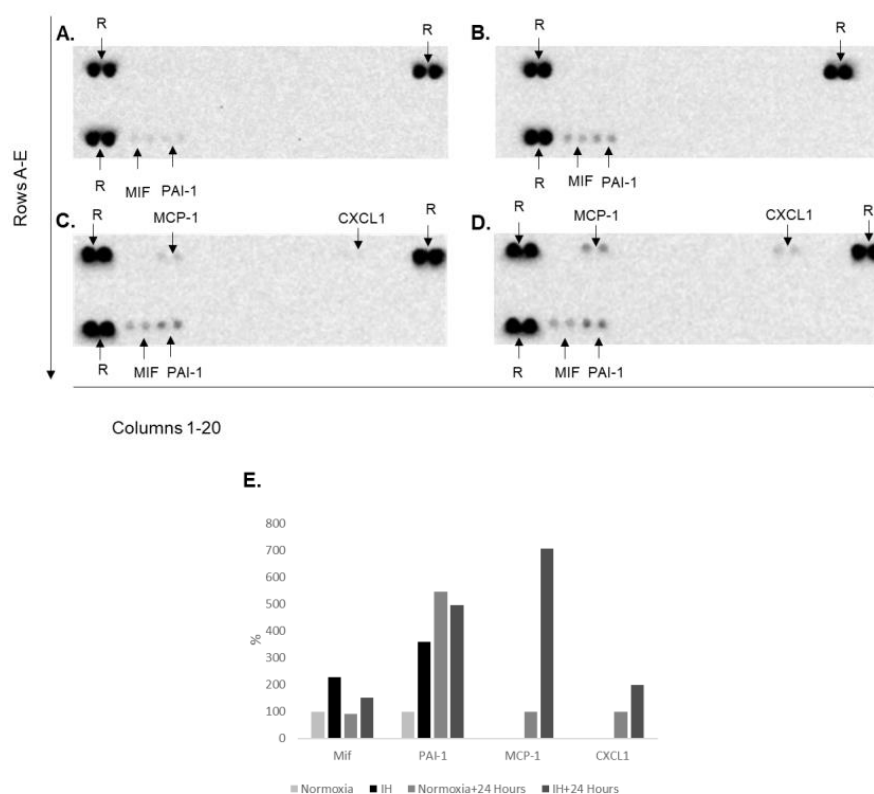 R
R
A.
B.
R
R
Rows A-E
R
MIF
PAI-1
R
MIF
PAI-1
C.
R
MCP-1
CXCL1
R
D.
R
MCP-1
CXCL1
R
R
MIF
PAI-1
R
MIF
PAI-1
Columns 1-20
E.
800
700
600
500
400
300
200
100
0
%
Mif
PAI-1
MCP-1
CXCL1
Normoxia
IH
Normoxia+24 Hours
IH+24 Hours